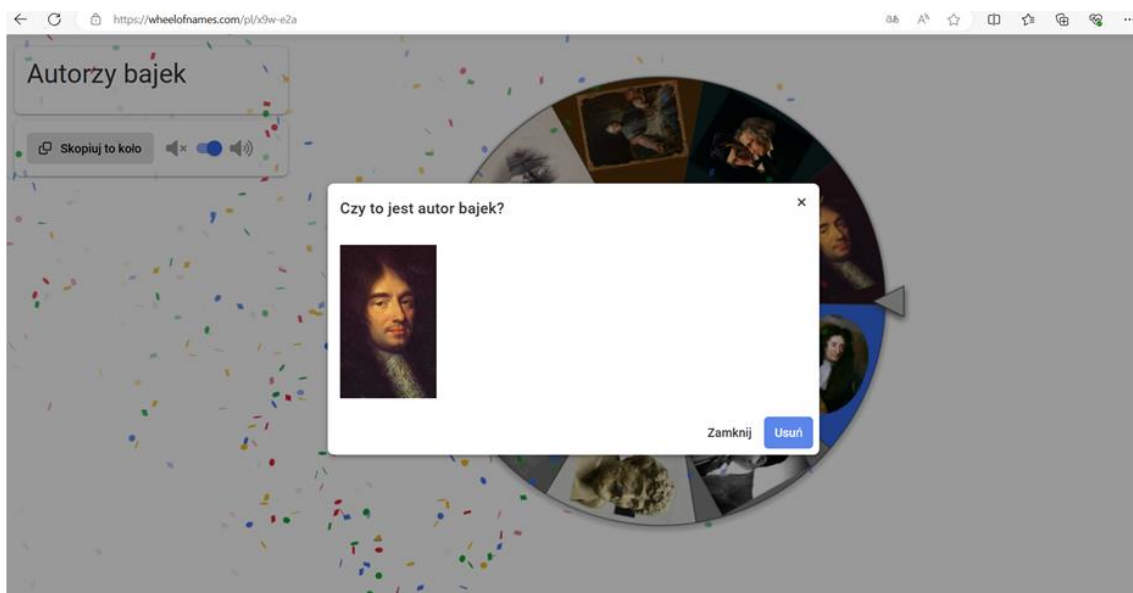 https://wheelofnames.com/pl/x9w-e2a
Autorzy bajek
Skopiuj to koło
Czy to jest autor bajek?
Zamknij
Usuń